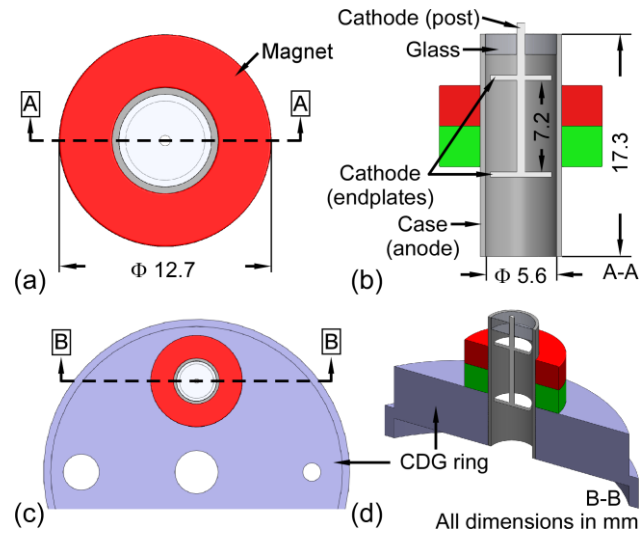 (a)
A
A
Magnet
Φ 12.7
(b)
Cathode (post)
Glass
7.2
17.3
Cathode
(endplates)
Case
(anode)
Φ 5.6
A-A
(c)
B
B
CDG ring
(d)
B-B
All dimensions in mm